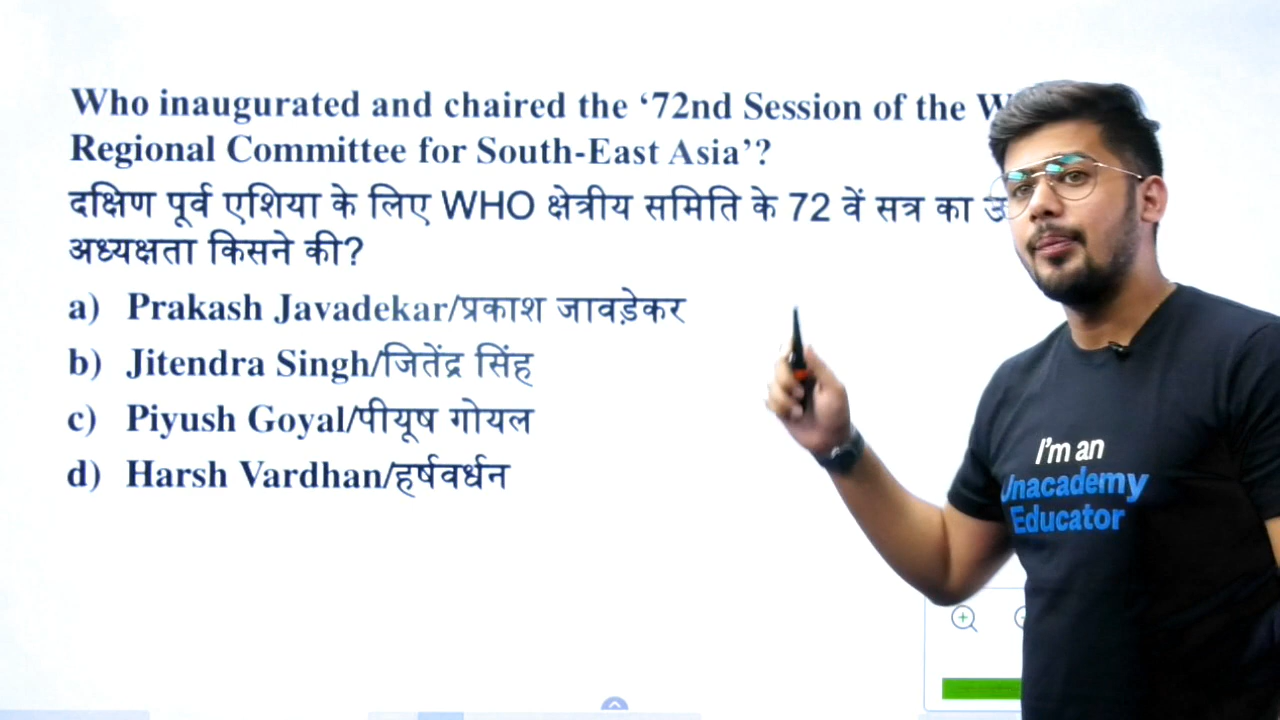 Who inaugurated and chaired the ‘72nd Session of the
Regional Committee for South-East Asia’?
दक्षिण पूर्व एशिया के लिए WHO क्षेत्रीय समिति के 72 वें सत्र का
अध्यक्षता किसने की?
a) Prakash Javadekar/प्रकाश जावड़ेकर
b) Jitendra Singh/जितेंद्र सिंह
c) Piyush Goyal/पीयूष गोयल
d) Harsh Vardhan/हर्षवर्धन
I’m an
Unacademy
Educator